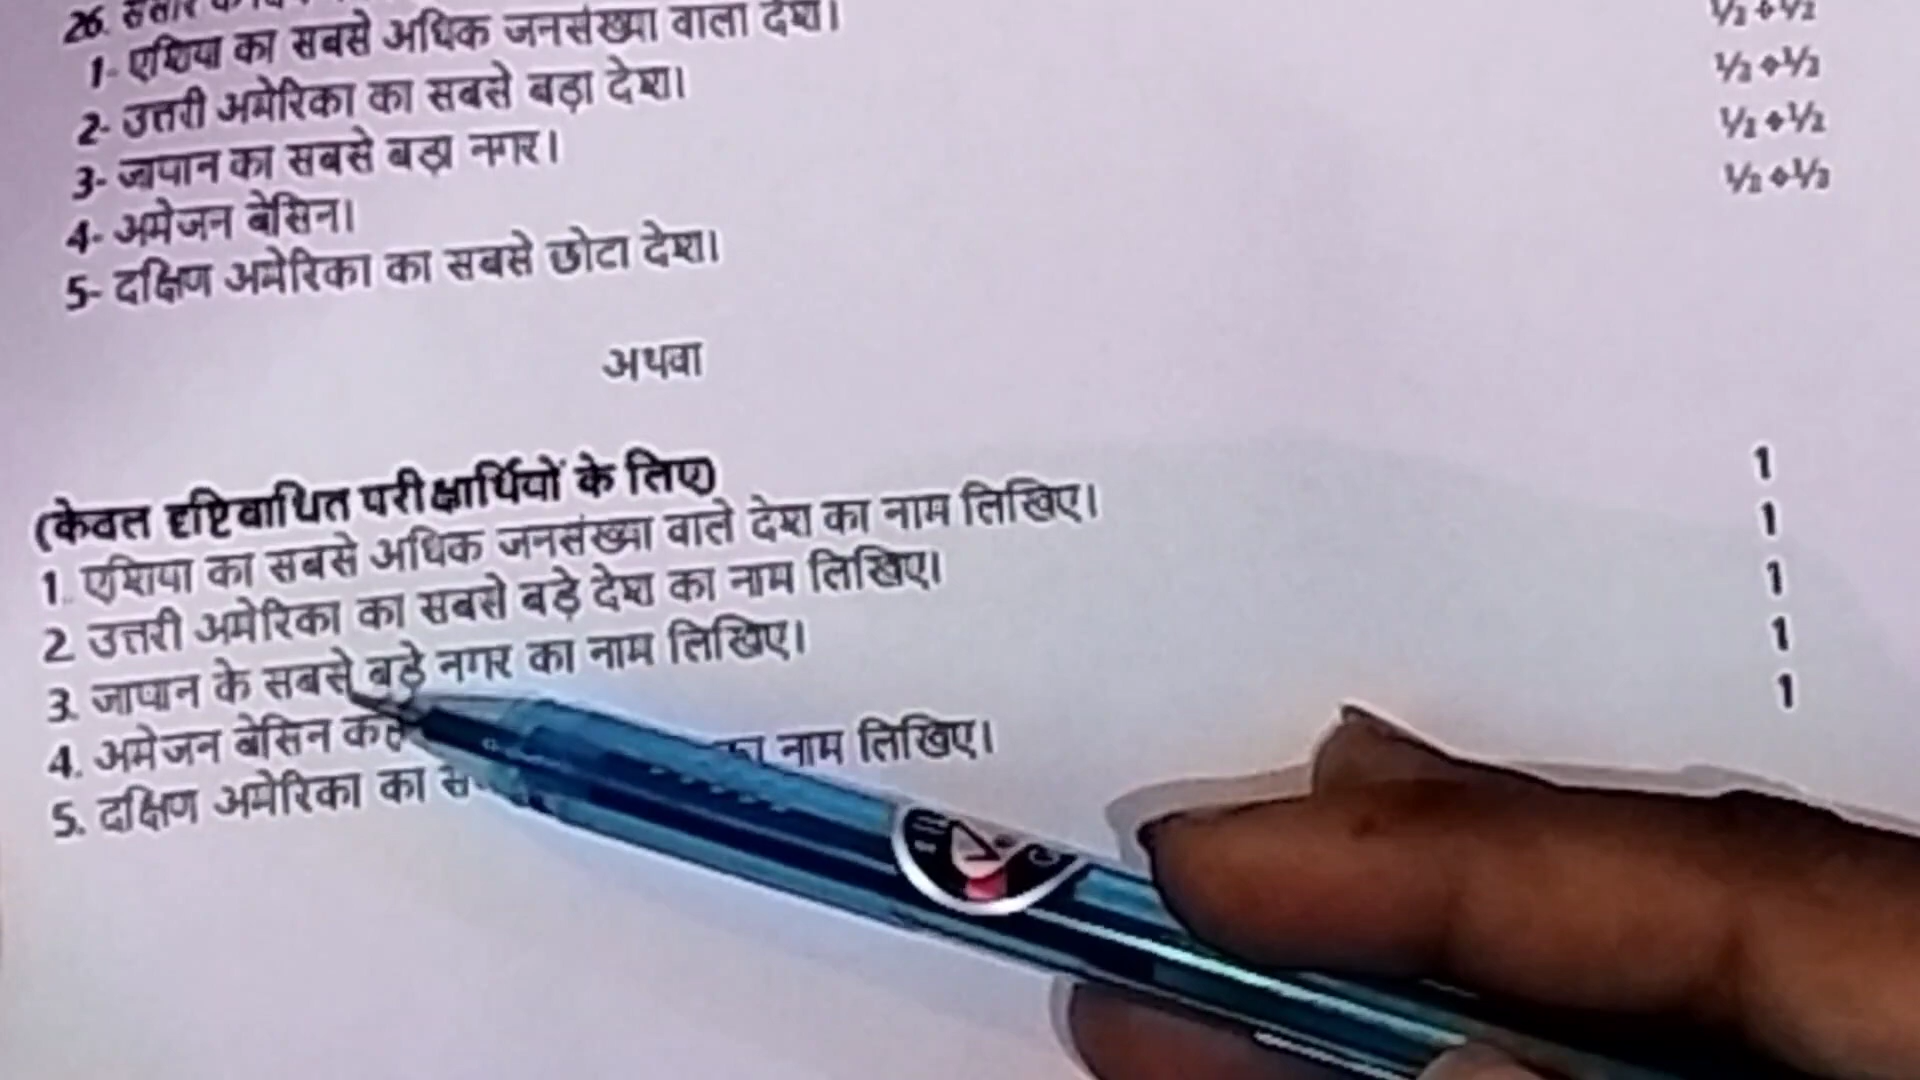 26. संसार के
1- एशिया का सबसे अधिक जनसंख्या वाला देश। ½+½
2- उत्तरी अमेरिका का सबसे बड़ा देश। ½+½
3- जापान का सबसे बड़ा नगर। ½+½
4- अमेजन बेसिन। ½+½
5- दक्षिण अमेरिका का सबसे छोटा देश।
अथवा
(केवल दृष्टिबाधित परीक्षार्थियों के लिए)
1. एशिया का सबसे अधिक जनसंख्या वाले देश का नाम लिखिए। 1
2 उत्तरी अमेरिका का सबसे बड़े देश का नाम लिखिए। 1
3. जापान के सबसे बड़े नगर का नाम लिखिए। 1
4. अमेजन बेसिन 1
5. दक्षिण अमेरिका का का नाम लिखिए। 1